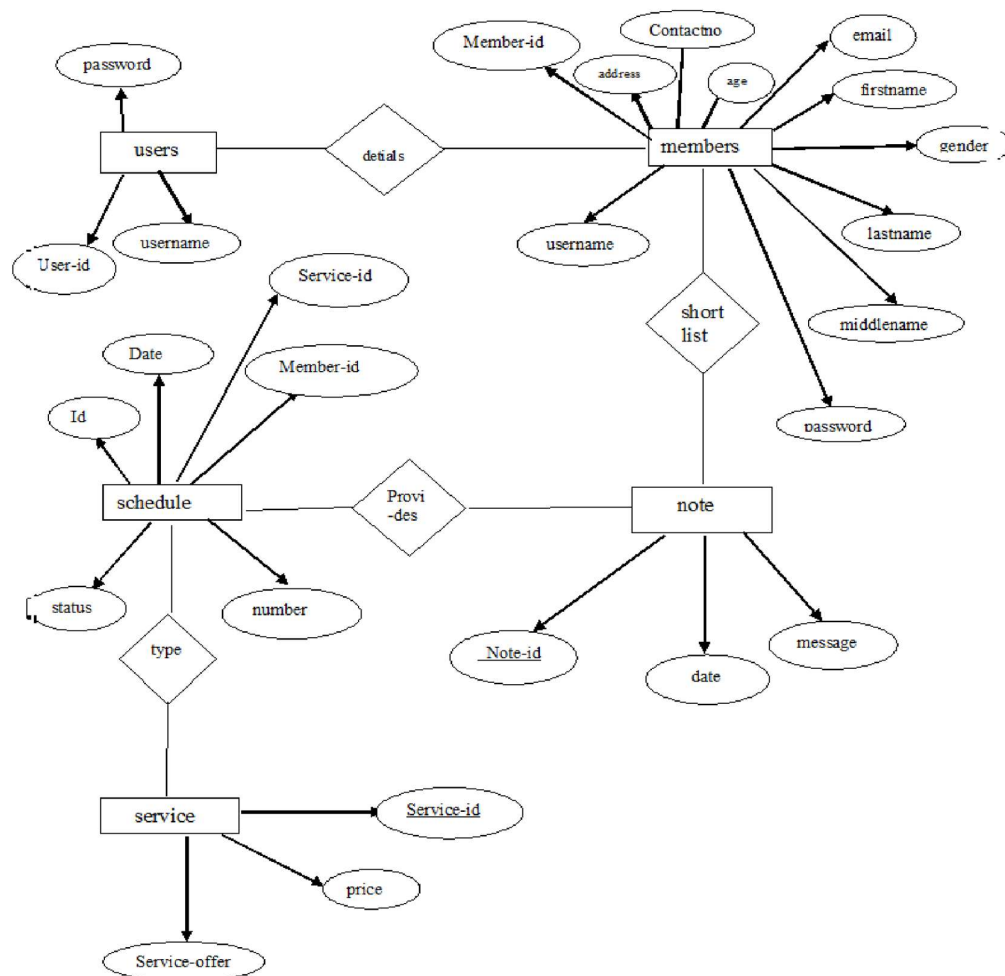 Contactno
email
Member-id
password
address
age
firstname
users
detials
members
gender
username
User-id
username
lastname
Service-id
short
list
middlename
Date
Member-id
Id
password
schedule
Provi
-des
note
status
number
type
Note-id
message
date
service
Service-id
price
Service-offer